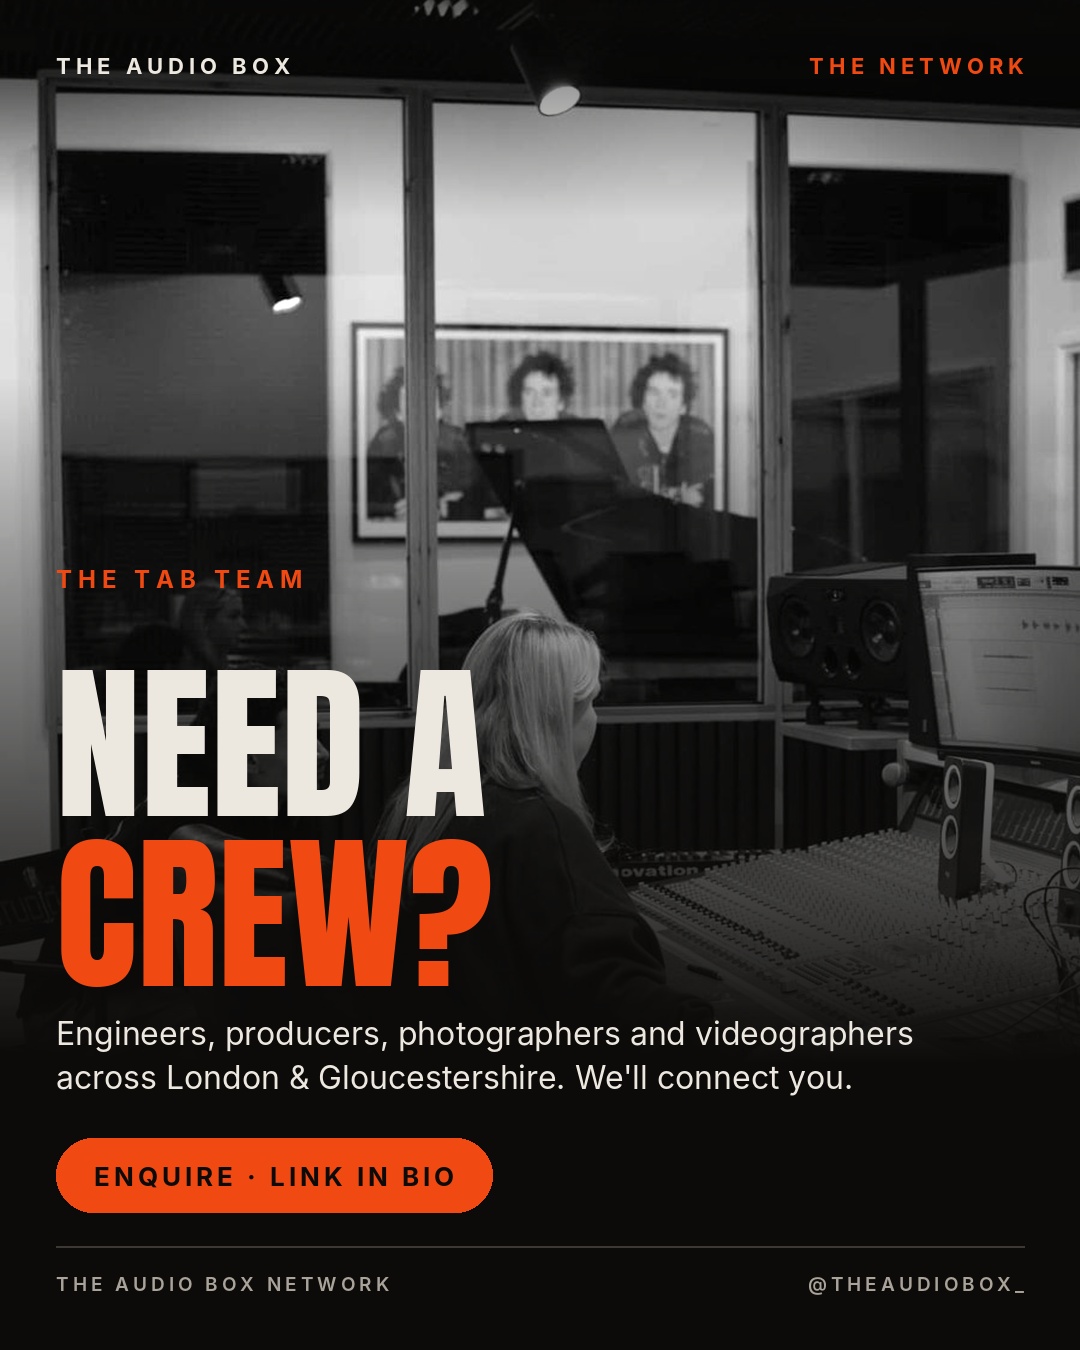 THE AUDIO BOX
THE NETWORK
THE TAB TEAM
NEED A
CREW?
Engineers, producers, photographers and videographers
across London & Gloucestershire. We'll connect you.
ENQUIRE · LINK IN BIO
THE AUDIO BOX NETWORK
@THEAUDIOBOX_